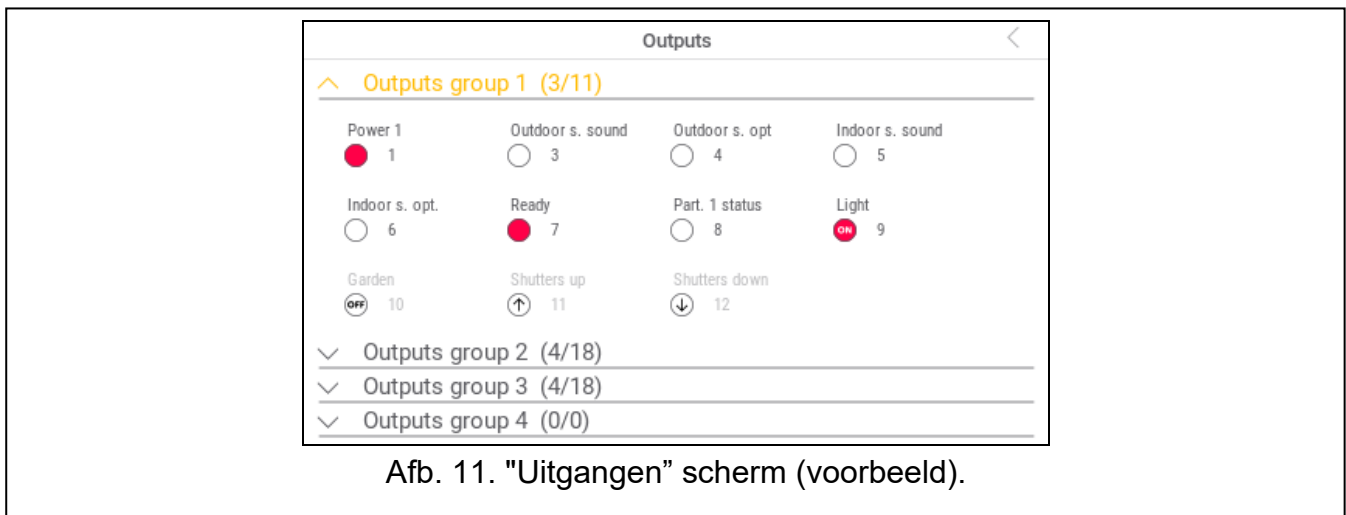 Outputs
Outputs group 1 (3/11)
Power 1 Outdoor s. sound Outdoor s. opt Indoor s. sound
1 3 4 5
Indoor s. opt. Ready Part. 1 status Light
6 7 8 ON 9
Garden Shutters up Shutters down
OFF 10 11 12
Outputs group 2 (4/18)
Outputs group 3 (4/18)
Outputs group 4 (0/0)
Afb. 11. "Uitgangen” scherm (voorbeeld).